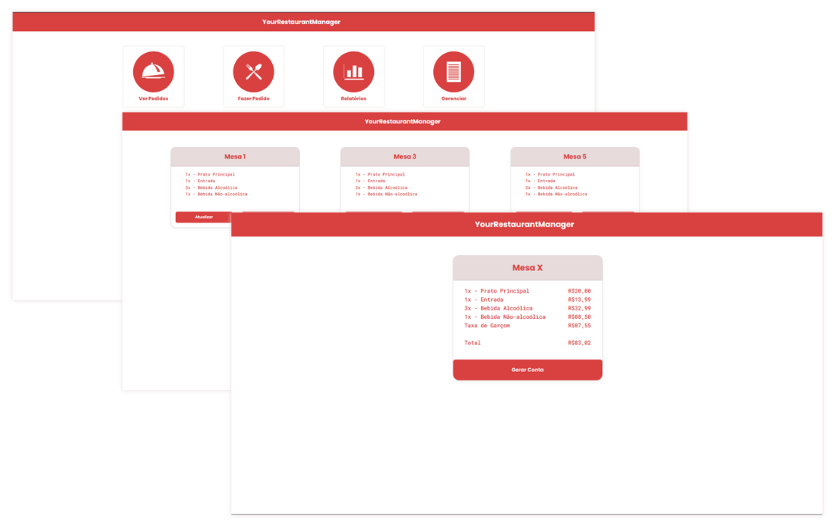 YourRestaurantManager
Ver Pedidos
Fazer Pedido
Relatórios
Gerenciar
YourRestaurantManager
Mesa 1
1x - Prato Principal
1x - Entrada
3x - Bebida Alcoólica
1x - Bebida Não-alcoólica
Atualizar
Mesa 3
1x - Prato Principal
1x - Entrada
3x - Bebida Alcoólica
1x - Bebida Não-alcoólica
Mesa 5
1x - Prato Principal
1x - Entrada
3x - Bebida Alcoólica
1x - Bebida Não-alcoólica
YourRestaurantManager
Mesa X
1x - Prato Principal R$20,00
1x - Entrada R$13,99
3x - Bebida Alcoólica R$32,99
1x - Bebida Não-alcoólica R$08,50
Taxa de Garçom R$07,55
Total R$83,02
Gerar Conta